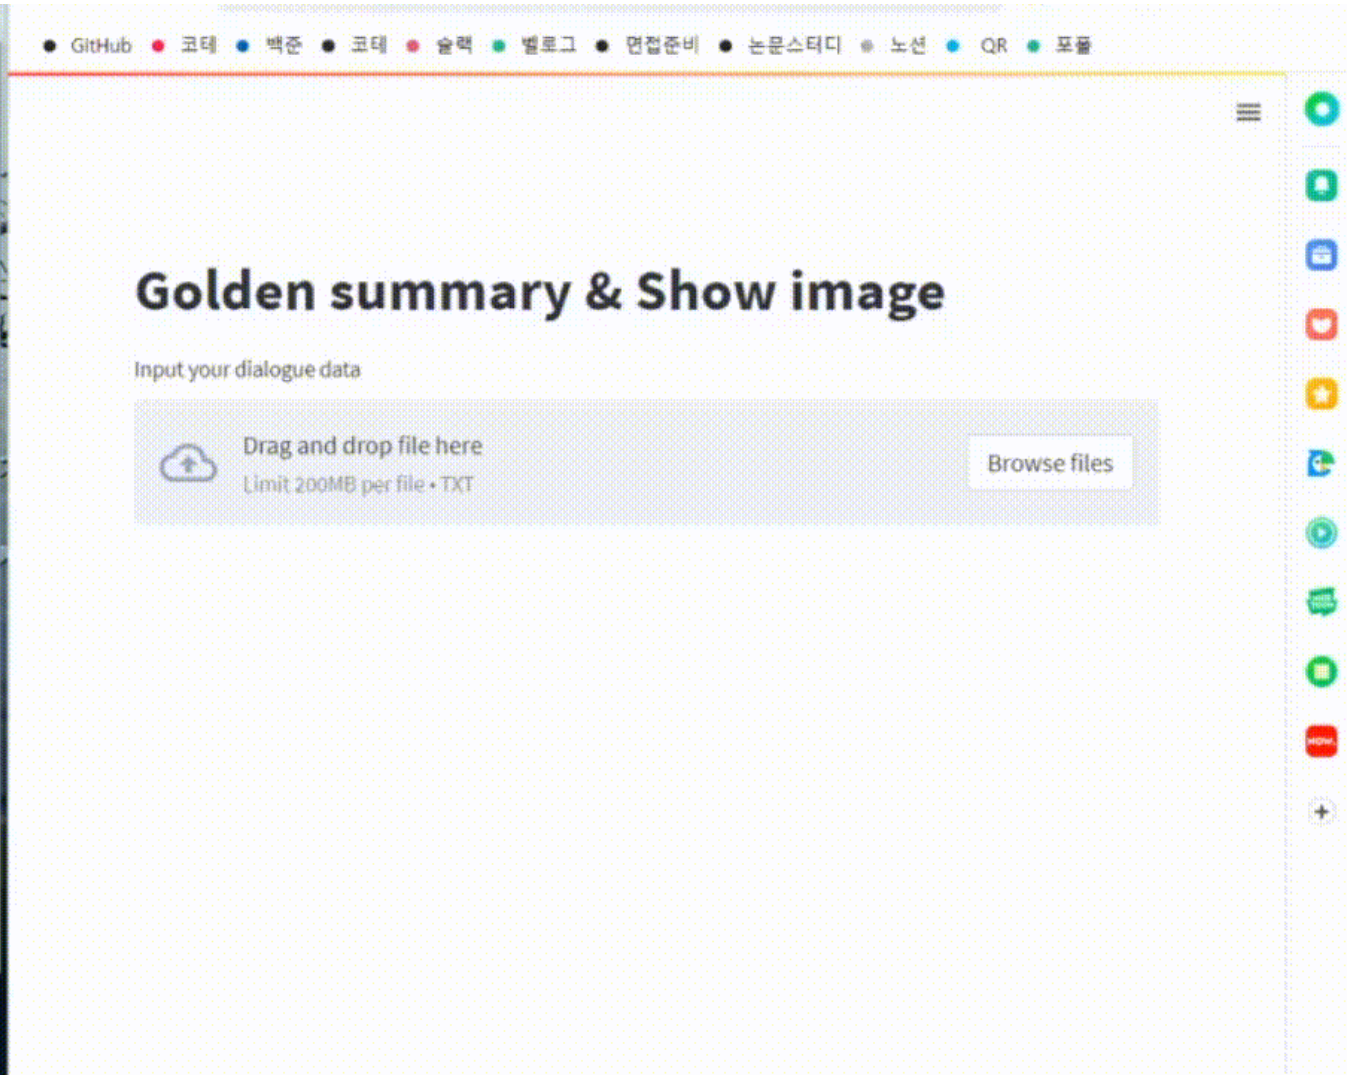 GitHub 코테 백준 코테 슬랙 벨로그 면접준비 논문스터디 노션 QR 포폴
Golden summary & Show image
Input your dialogue data
Drag and drop file here
Limit 200MB per file • TXT
Browse files
NOW.